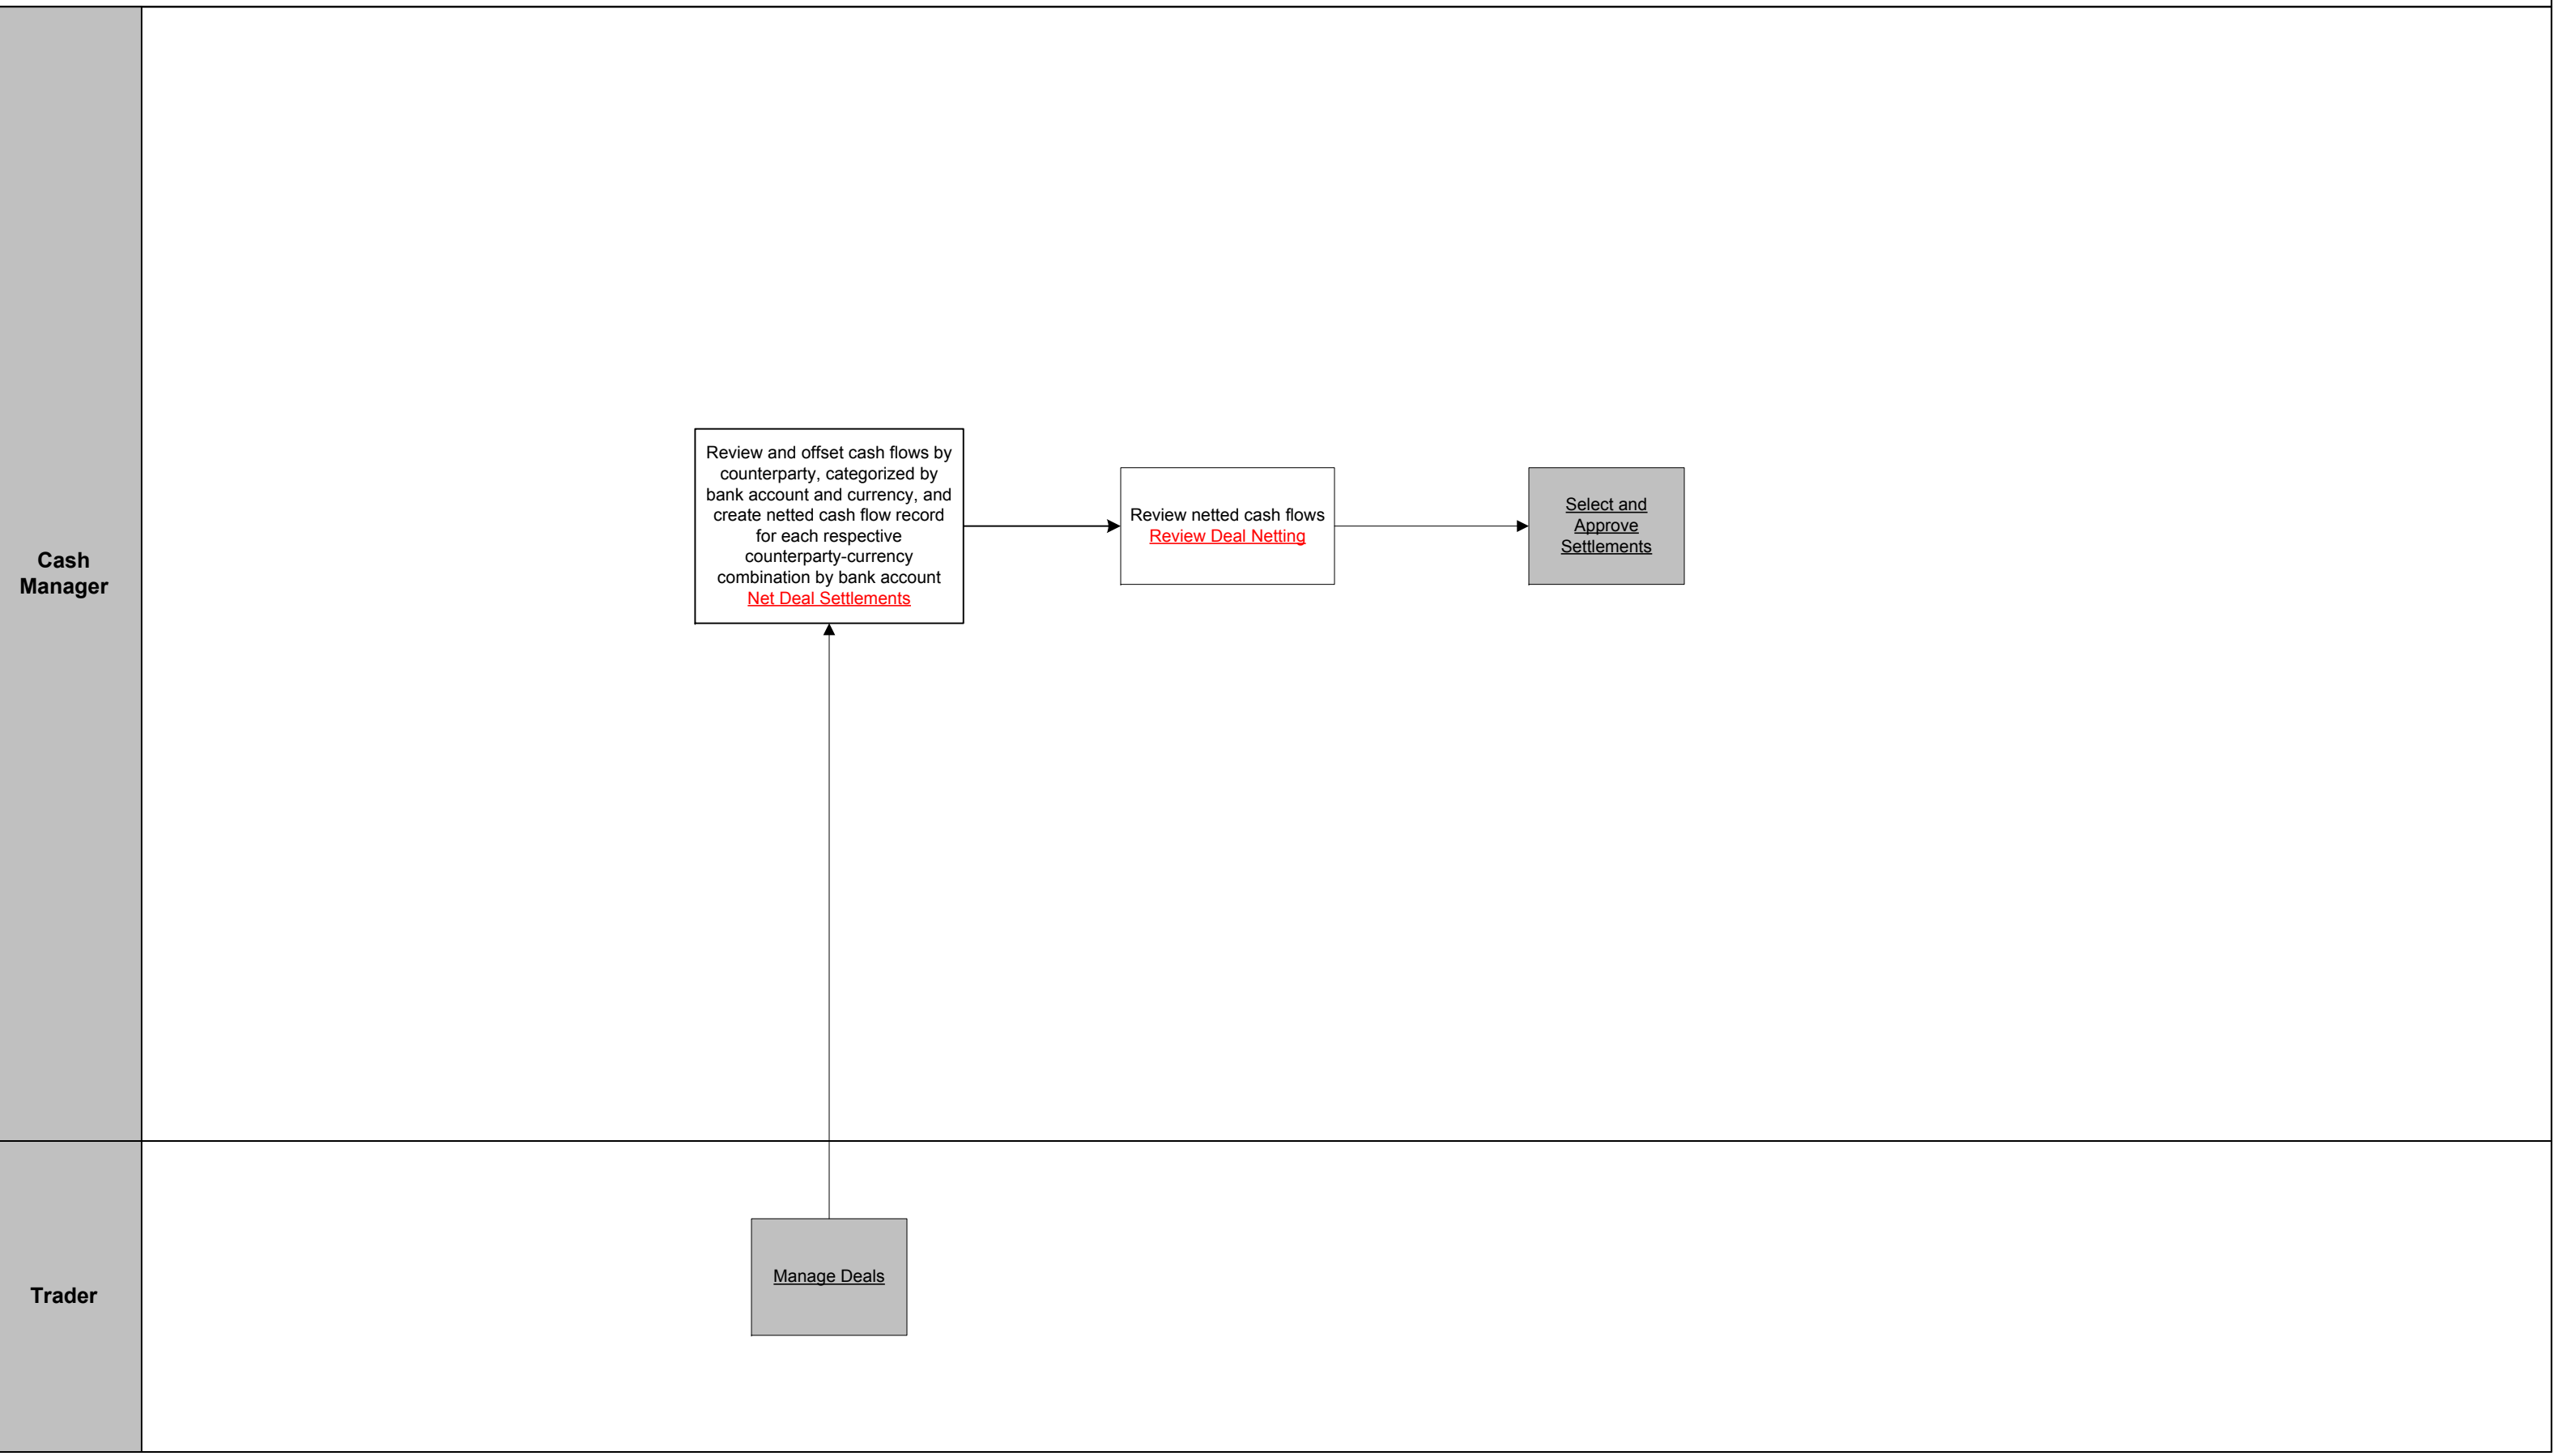 Cash
Manager
Review and offset cash flows by
counterparty, categorized by
bank account and currency, and
create netted cash flow record
for each respective
counterparty-currency
combination by bank account
Net Deal Settlements
Review netted cash flows
Review Deal Netting
Select and
Approve
Settlements
Trader
Manage Deals